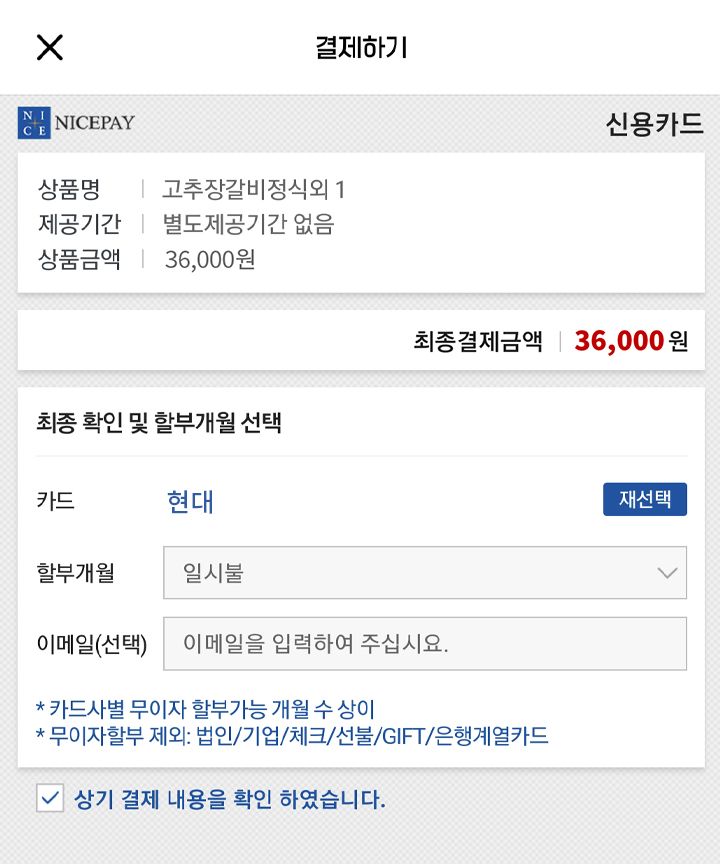 결제하기
NICE NICEPAY 신용카드
상품명 고추장갈비정식외 1
제공기간 별도제공기간 없음
상품금액 36,000원
최종결제금액 36,000 원
최종 확인 및 할부개월 선택
카드 현대 재선택
할부개월 일시불
이메일(선택) 이메일을 입력하여 주십시요.
* 카드사별 무이자 할부가능 개월 수 상이
* 무이자할부 제외: 법인/기업/체크/선불/GIFT/은행계열카드
상기 결제 내용을 확인 하였습니다.